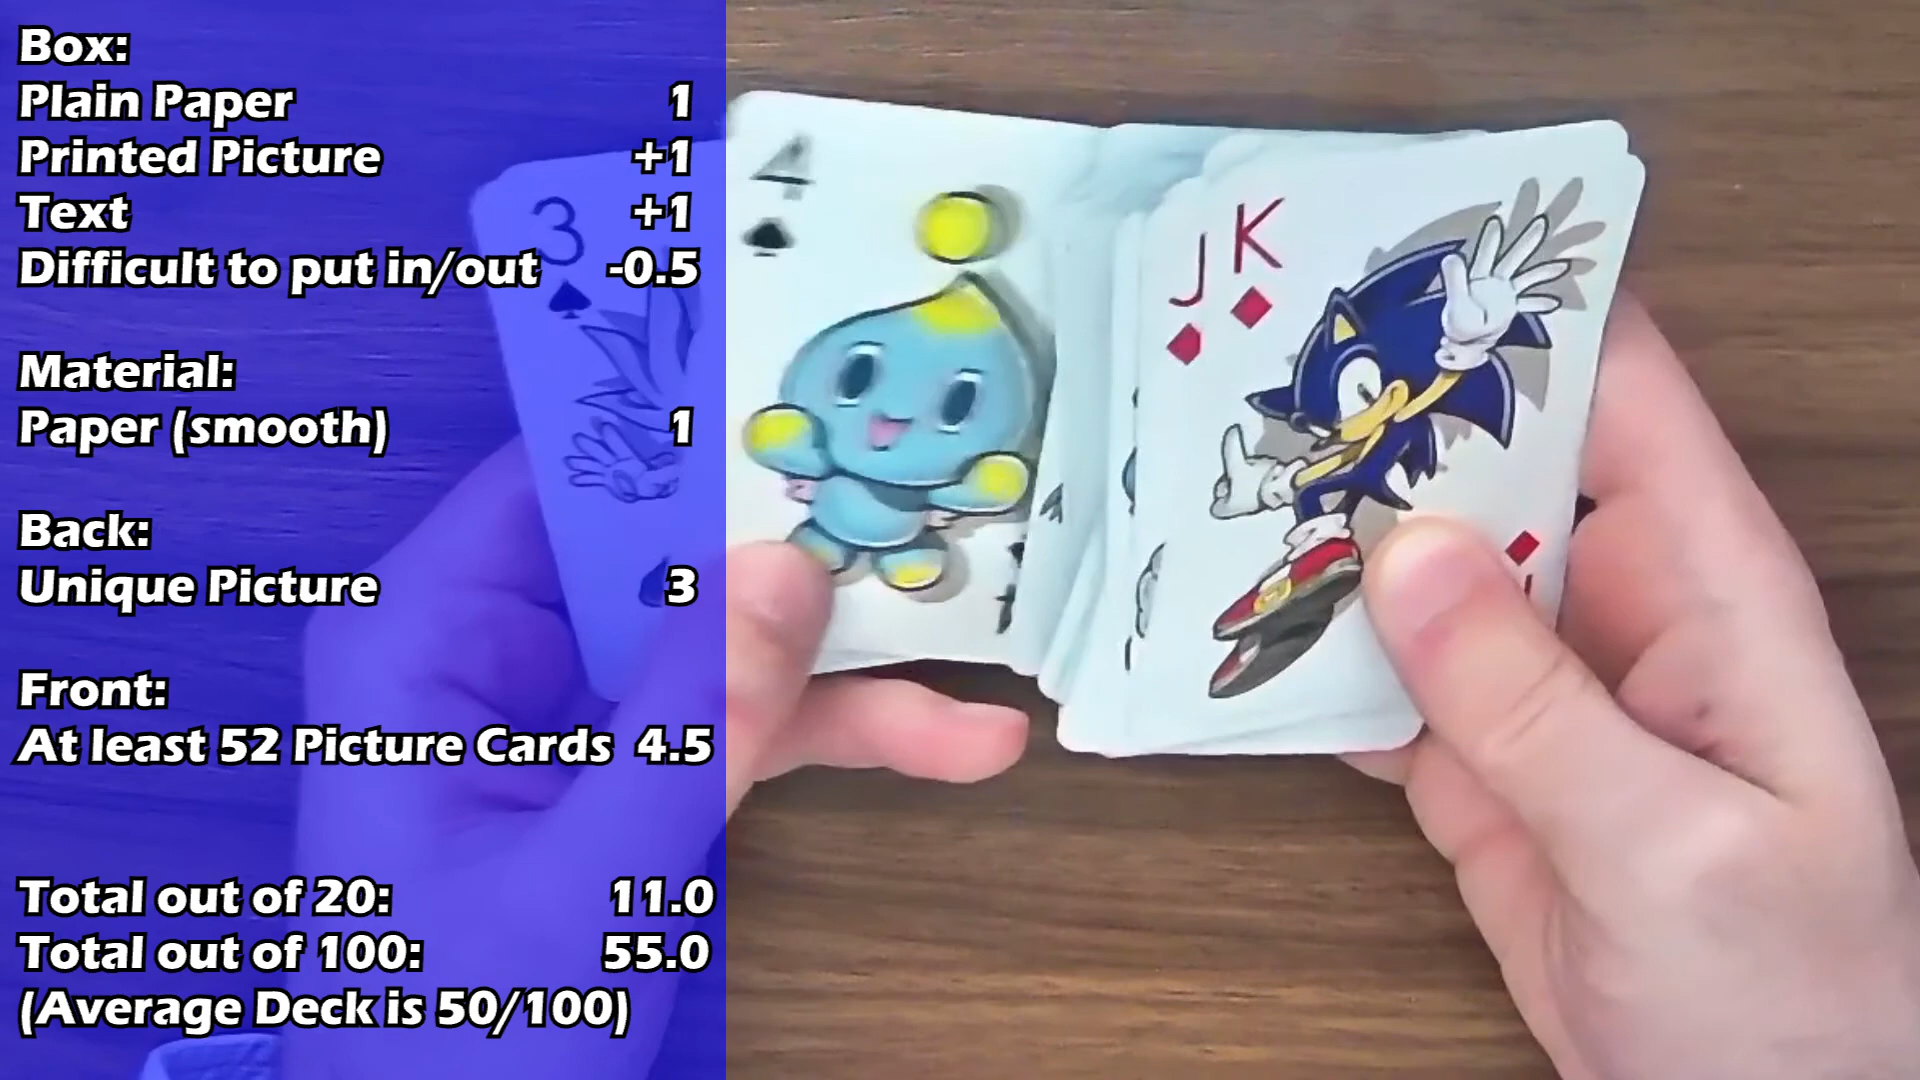 Box:
Plain Paper 1
Printed Picture +1
Text +1
Difficult to put in/out -0.5
Material:
Paper (smooth) 1
Back:
Unique Picture 3
Front:
At least 52 Picture Cards 4.5
Total out of 20: 11.0
Total out of 100: 55.0
(Average Deck is 50/100)
3
4
J K